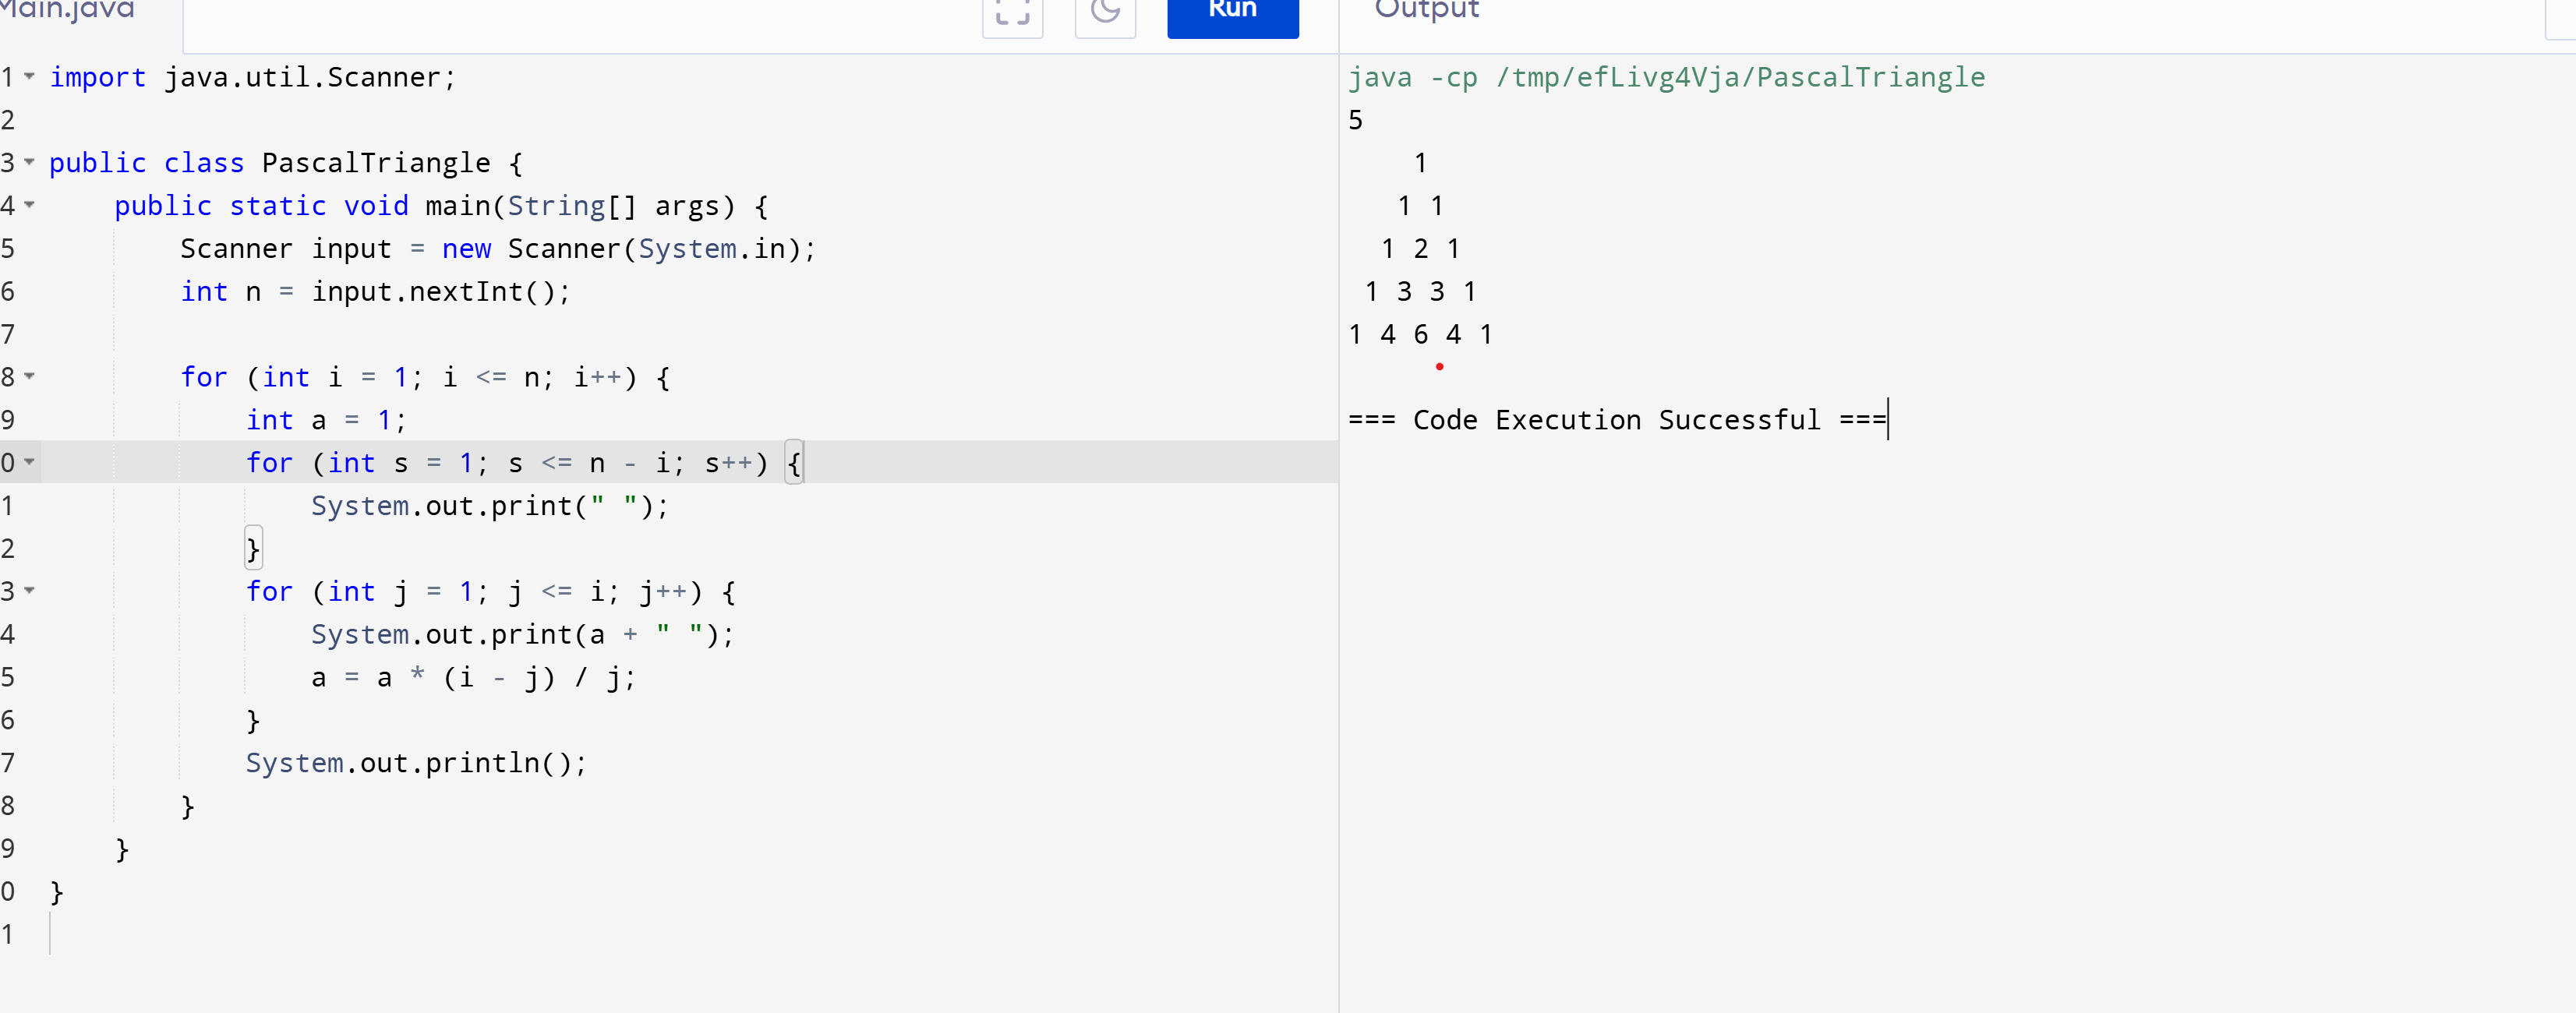 Main.java
Run
Output
1 import java.util.Scanner;
2
3 public class PascalTriangle {
4     public static void main(String[] args) {
5         Scanner input = new Scanner(System.in);
6         int n = input.nextInt();
7
8         for (int i = 1; i <= n; i++) {
9             int a = 1;
0             for (int s = 1; s <= n - i; s++) {
1                 System.out.print(" ");
2             }
3             for (int j = 1; j <= i; j++) {
4                 System.out.print(a + " ");
5                 a = a * (i - j) / j;
6             }
7             System.out.println();
8         }
9     }
0 }
1
java -cp /tmp/efLivg4Vja/PascalTriangle
5
    1
   1 1
  1 2 1
 1 3 3 1
1 4 6 4 1
=== Code Execution Successful ===